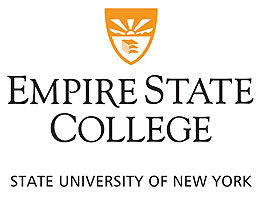 EMPIRE STATE
COLLEGE
STATE UNIVERSITY OF NEW YORK